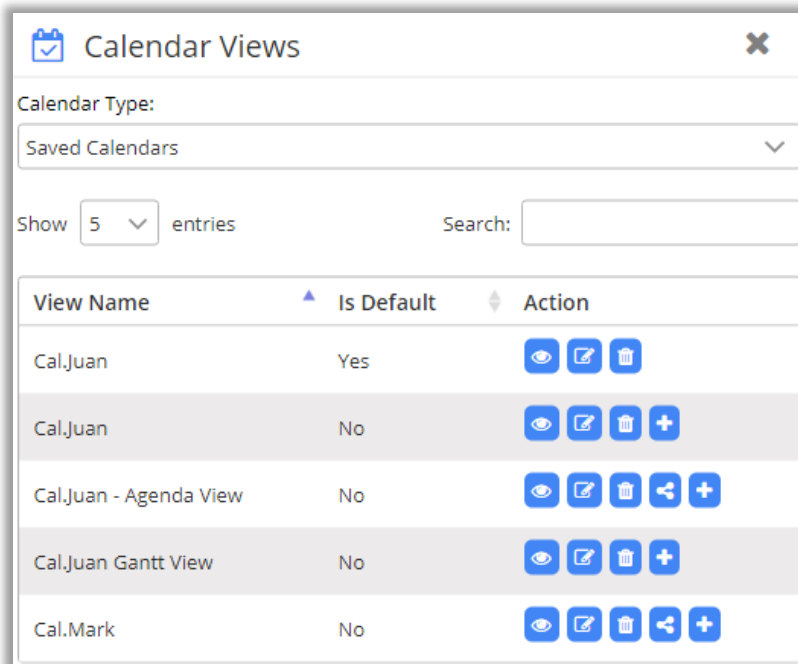 Calendar Views
Calendar Type:
Saved Calendars
Show 5 entries Search:
View Name Is Default Action
Cal.Juan Yes
Cal.Juan No
Cal.Juan - Agenda View No
Cal.Juan Gantt View No
Cal.Mark No